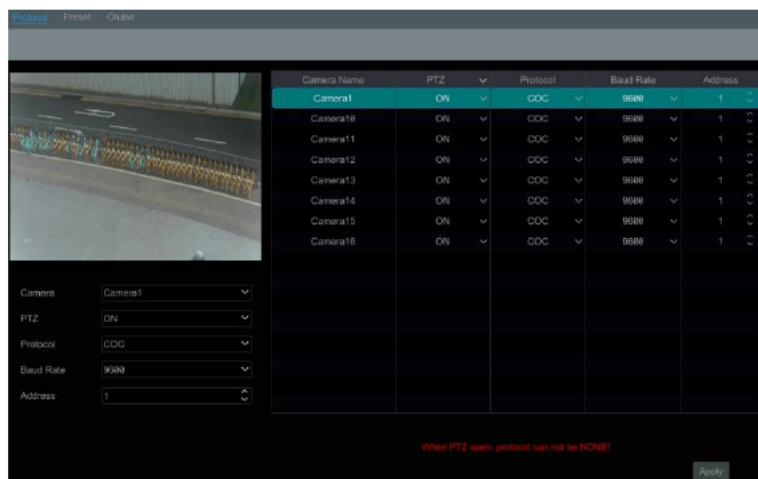 Protocol Preset Cruise
Camera Name PTZ Protocol Baud Rate Address
Camera1 ON COC 9600 1
Camera10 ON COC 9600 1
Camera11 ON COC 9600 1
Camera12 ON COC 9600 1
Camera13 ON COC 9600 1
Camera14 ON COC 9600 1
Camera15 ON COC 9600 1
Camera16 ON COC 9600 1
Camera Camera1
PTZ ON
Protocol COC
Baud Rate 9600
Address 1
When PTZ open, protocol can not be NONE!
Apply